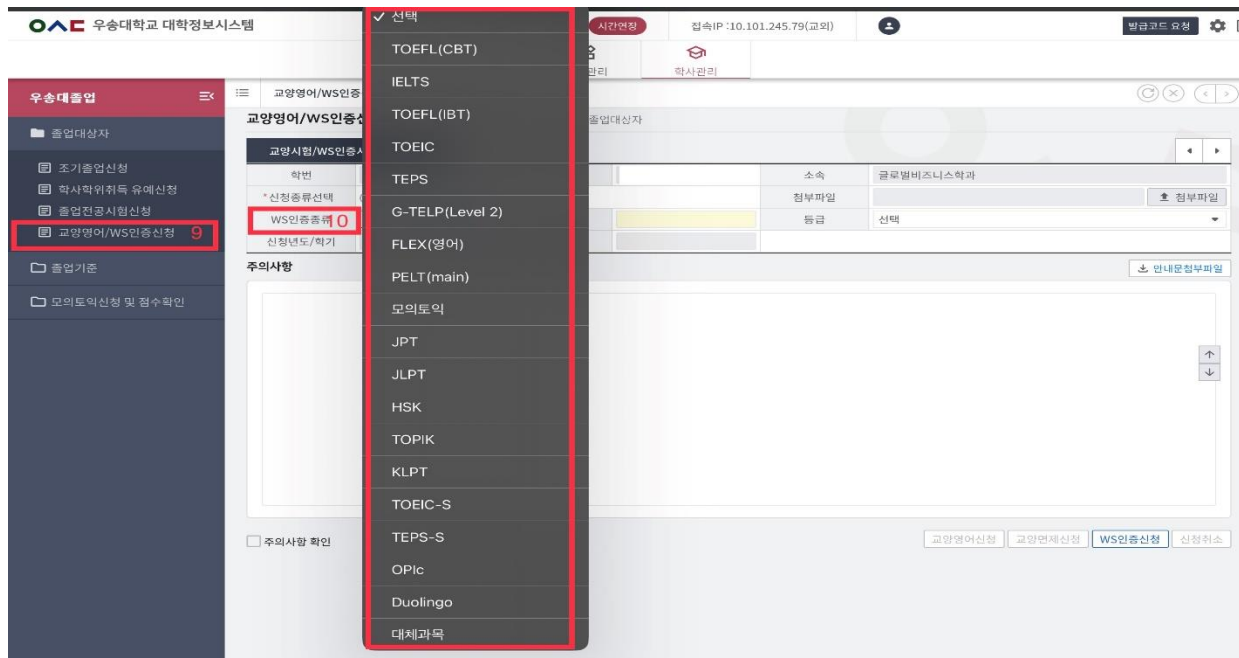 우송대학교 대학정보시스템
시간연장
접속IP :10.101.245.79(교외)
발급코드 요청
관리
학사관리
우송대졸업
졸업대상자
조기졸업신청
학사학위취득 유예신청
졸업전공시험신청
교양영어/WS인증신청 9
졸업기준
모의토익신청 및 점수확인
교양영어/WS인증
교양영어/WS인증신
졸업대상자
교양시험/WS인증
학번
소속
글로벌비즈니스학과
*신청종류선택
첨부파일
첨부파일
WS인증종류 10
등급
선택
신청년도/학기
주의사항
안내문첨부파일
✓ 선택
TOEFL(CBT)
IELTS
TOEFL(IBT)
TOEIC
TEPS
G-TELP(Level 2)
FLEX(영어)
PELT(main)
모의토익
JPT
JLPT
HSK
TOPIK
KLPT
TOEIC-S
TEPS-S
OPIc
Duolingo
대체과목
주의사항 확인
교양영어신청
교양면제신청
WS인증신청
신청취소